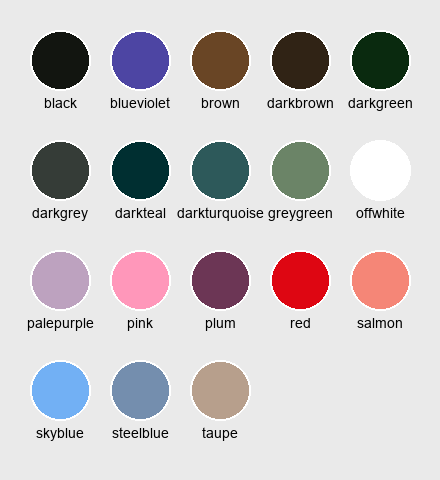 black blueviolet brown darkbrown darkgreen
darkgrey darkteal darkturquoise greygreen offwhite
palepurple pink plum red salmon
skyblue steelblue taupe